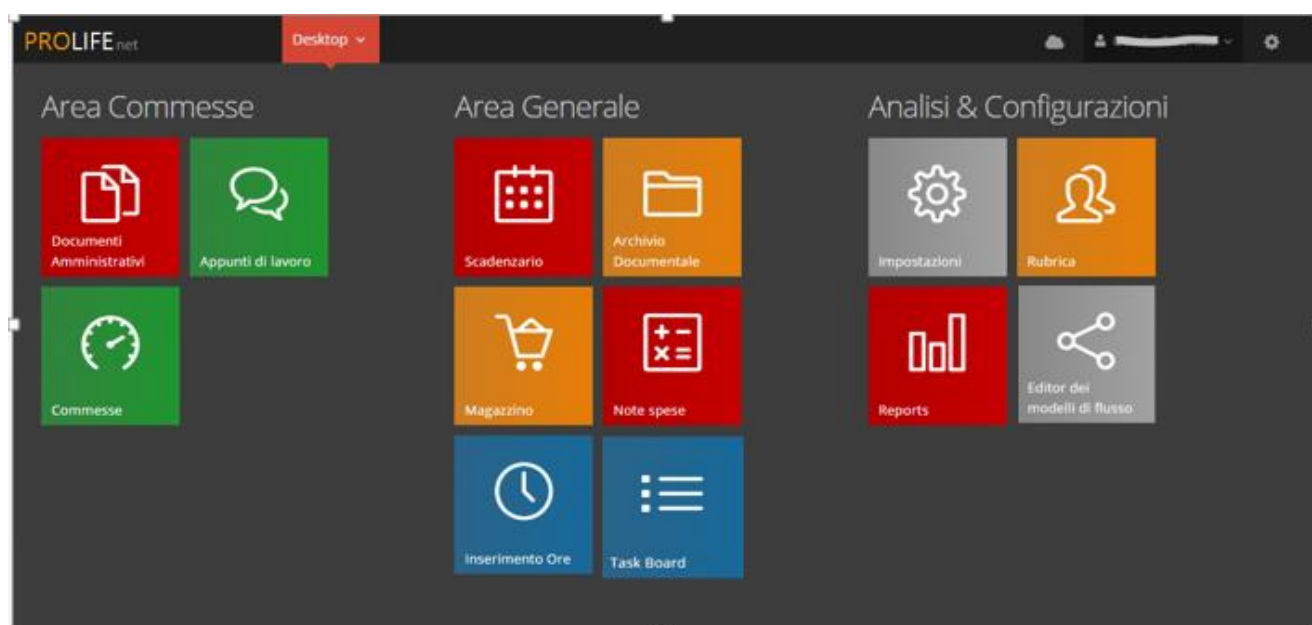 PROLIFE.net
Desktop
Area Commesse
Documenti
Amministrativi
Appunti di lavoro
Commesse
Area Generale
Scadenzario
Archivio
Documentale
Magazzino
Note spese
Inserimento Ore
Task Board
Analisi & Configurazioni
Impostazioni
Rubrica
Reports
Editor dei
modelli di flusso